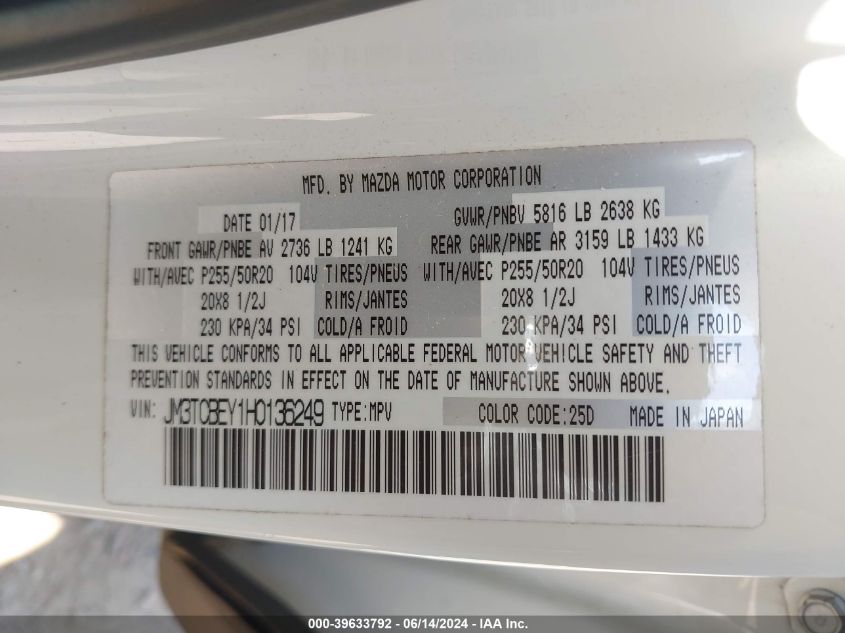 MFD. BY MAZDA MOTOR CORPORATION
DATE 01/17 GVWR/PNBV 5816 LB 2638 KG
FRONT GAWR/PNBE AV 2736 LB 1241 KG REAR GAWR/PNBE AR 3159 LB 1433 KG
WITH/AVEC P255/50R20 104V TIRES/PNEUS WITH/AVEC P255/50R20 104V TIRES/PNEUS
20X8 1/2J RIMS/JANTES 20X8 1/2J RIMS/JANTES
230 KPA/34 PSI COLD/A FROID 230 KPA/34 PSI COLD/A FROID
THIS VEHICLE CONFORMS TO ALL APPLICABLE FEDERAL MOTOR VEHICLE SAFETY AND THEFT
PREVENTION STANDARDS IN EFFECT ON THE DATE OF MANUFACTURE SHOWN ABOVE.
VIN: JM3TCBEY1H0136249 TYPE:MPV COLOR CODE:25D MADE IN JAPAN
000-39633792 - 06/14/2024 - IAA Inc.